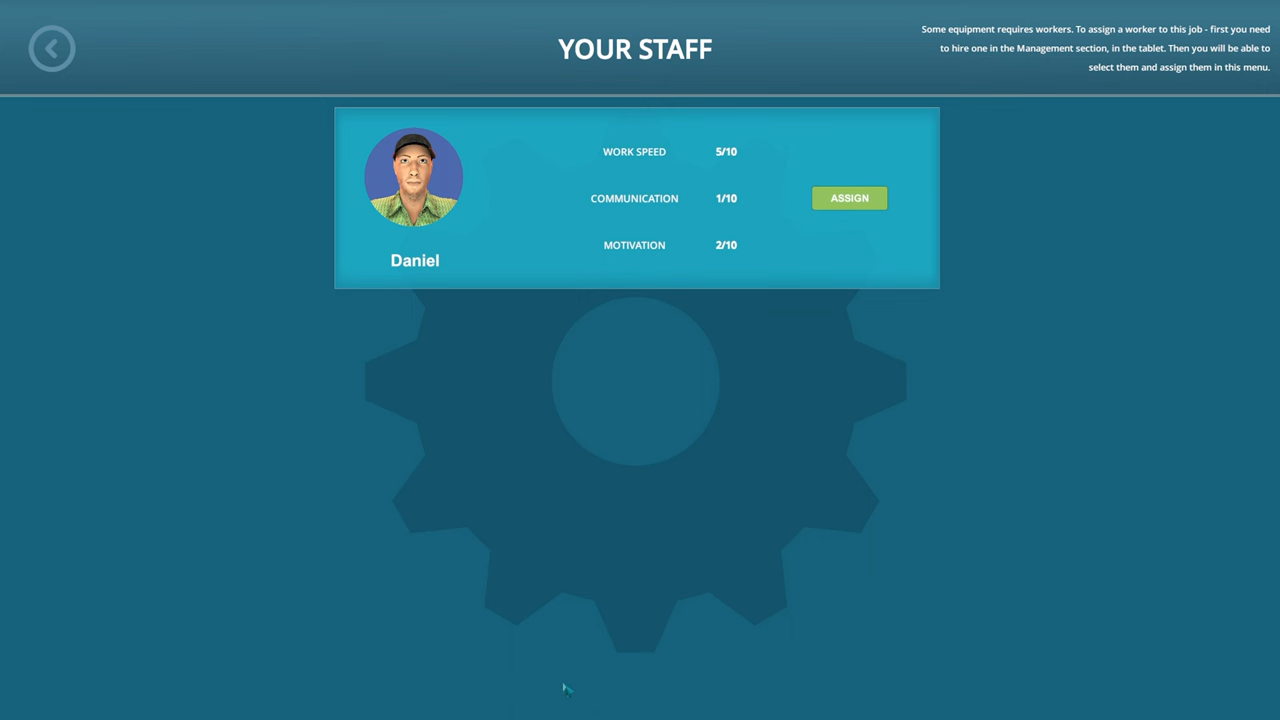 YOUR STAFF
Some equipment requires workers. To assign a worker to this job - first you need
to hire one in the Management section, in the tablet. Then you will be able to
select them and assign them in this menu.
WORK SPEED 5/10
COMMUNICATION 1/10
ASSIGN
MOTIVATION 2/10
Daniel